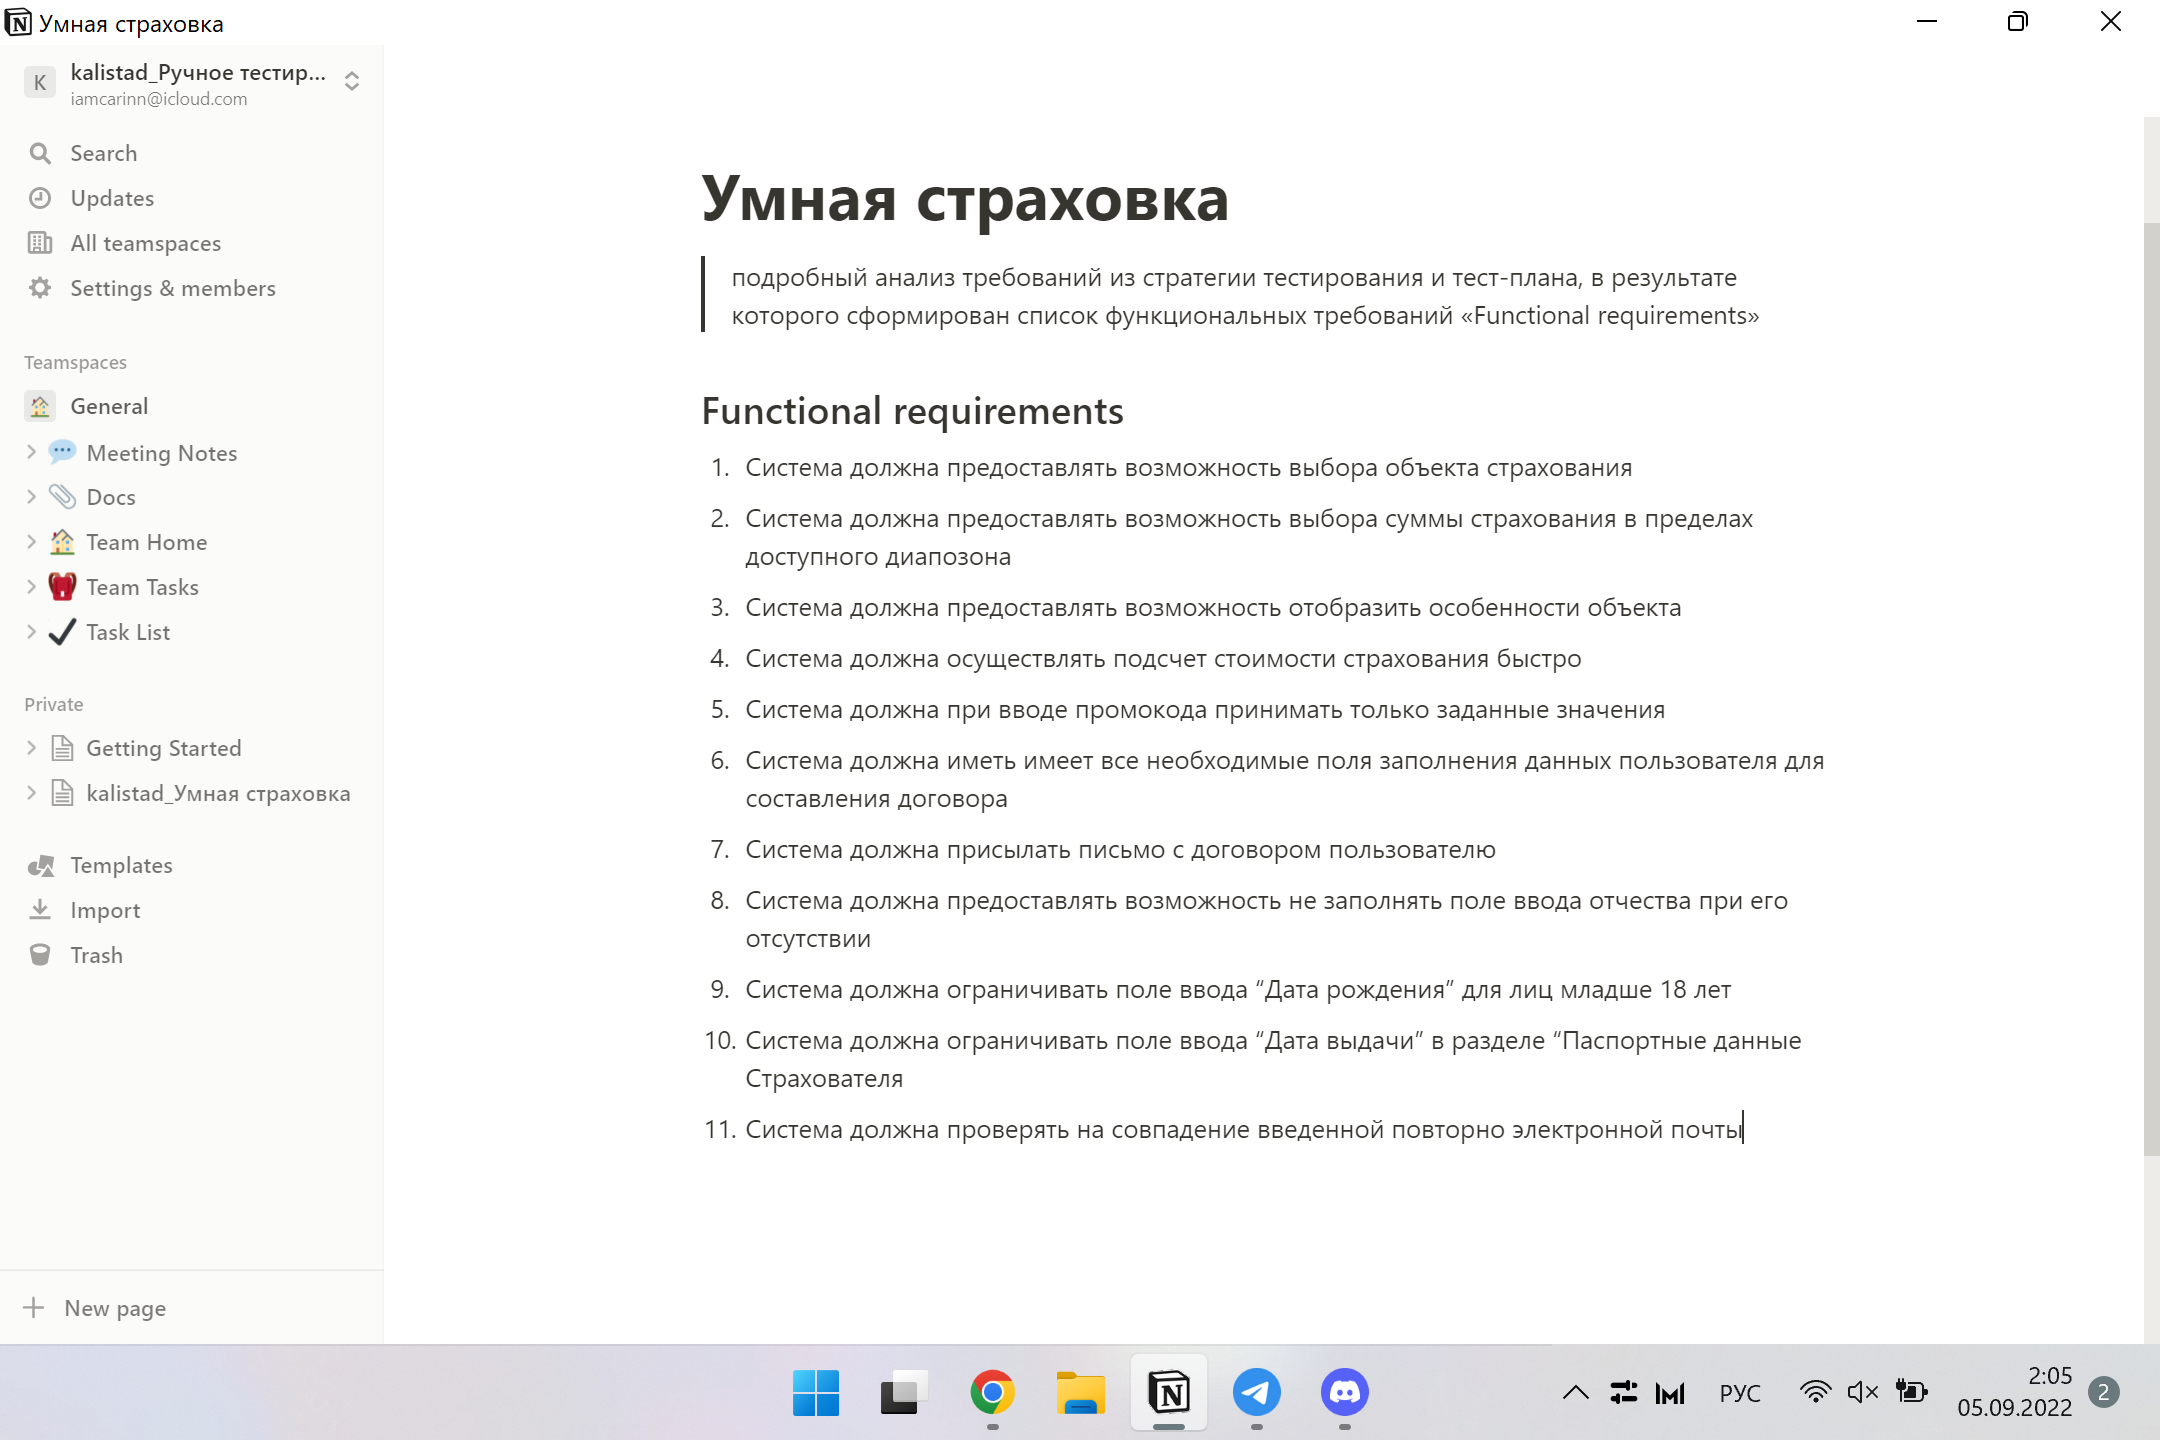 Умная страховка
K
kalistad_Ручное тестир...
iamcarinn@icloud.com
Search
Updates
All teamspaces
Settings & members
Teamspaces
General
Meeting Notes
Docs
Team Home
Team Tasks
Task List
Private
Getting Started
kalistad_Умная страховка
Templates
Import
Trash
New page
Умная страховка
подробный анализ требований из стратегии тестирования и тест-плана, в результате
которого сформирован список функциональных требований «Functional requirements»
Functional requirements
1. Система должна предоставлять возможность выбора объекта страхования
2. Система должна предоставлять возможность выбора суммы страхования в пределах
доступного диапозона
3. Система должна предоставлять возможность отобразить особенности объекта
4. Система должна осуществлять подсчет стоимости страхования быстро
5. Система должна при вводе промокода принимать только заданные значения
6. Система должна иметь имеет все необходимые поля заполнения данных пользователя для
составления договора
7. Система должна присылать письмо с договором пользователю
8. Система должна предоставлять возможность не заполнять поле ввода отчества при его
отсутствии
9. Система должна ограничивать поле ввода “Дата рождения” для лиц младше 18 лет
10. Система должна ограничивать поле ввода “Дата выдачи” в разделе “Паспортные данные
Страхователя
11. Система должна проверять на совпадение введенной повторно электронной почты
РУС
2:05
05.09.2022
2